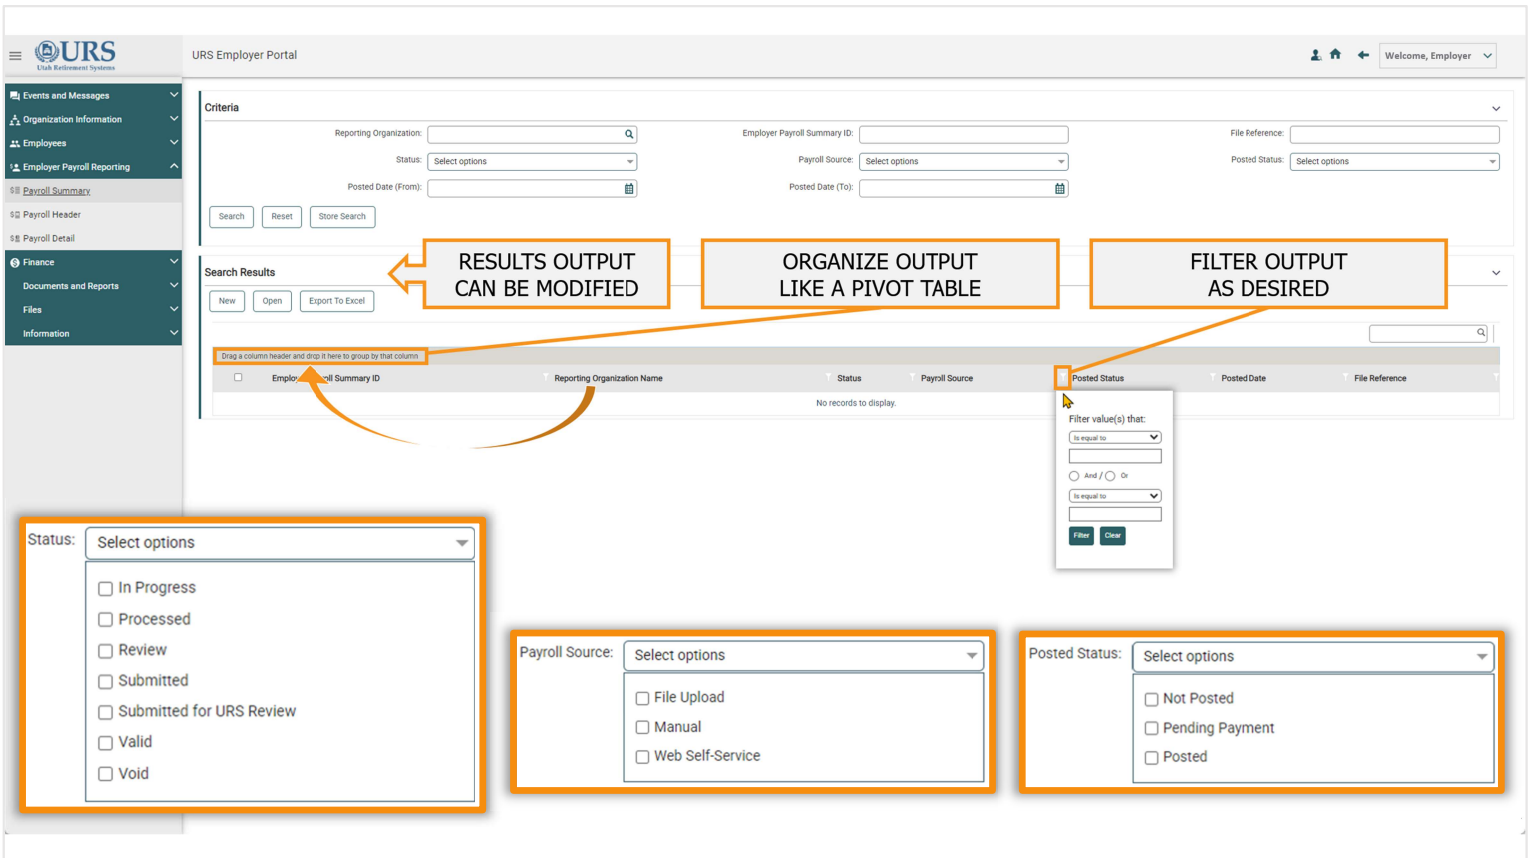 URS
Utah Retirement Systems
URS Employer Portal
Welcome, Employer
Events and Messages
Organization Information
Employees
Employer Payroll Reporting
Payroll Summary
Payroll Header
Payroll Detail
Finance
Documents and Reports
Files
Information
Criteria
Reporting Organization:
Employer Payroll Summary ID:
File Reference:
Status: Select options
Payroll Source: Select options
Posted Status: Select options
Posted Date (From):
Posted Date (To):
Search Reset Store Search
RESULTS OUTPUT
CAN BE MODIFIED
ORGANIZE OUTPUT
LIKE A PIVOT TABLE
FILTER OUTPUT
AS DESIRED
Search Results
New Open Export To Excel
Drag a column header and drop it here to group by that column
Summary ID Reporting Organization Name Status Payroll Source Posted Status Posted Date File Reference
No records to display.
Filter value(s) that:
Is equal to
And / Or
Is equal to
Filter Clear
Status: Select options
In Progress
Processed
Review
Submitted
Submitted for URS Review
Valid
Void
Payroll Source: Select options
File Upload
Manual
Web Self-Service
Posted Status: Select options
Not Posted
Pending Payment
Posted